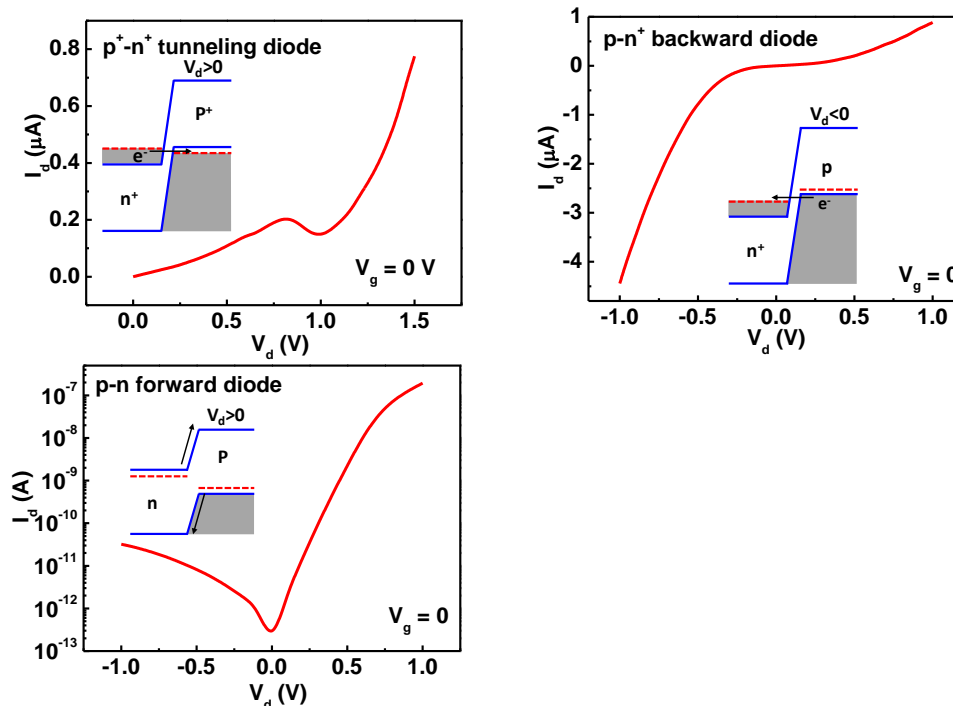 p⁺-n⁺ tunneling diode
V_d>0
P⁺
e⁻
n⁺
V_g = 0 V
0.8
0.6
0.4
0.2
0.0
I_d (μA)
0.0 0.5 1.0 1.5
V_d (V)
p-n⁺ backward diode
V_d<0
p
e⁻
n⁺
V_g = 0
1
0
-1
-2
-3
-4
I_d (μA)
-1.0 -0.5 0.0 0.5 1.0
V_d (V)
p-n forward diode
V_d>0
P
n
V_g = 0
10⁻⁷
10⁻⁸
10⁻⁹
10⁻¹⁰
10⁻¹¹
10⁻¹²
10⁻¹³
I_d (A)
-1.0 -0.5 0.0 0.5 1.0
V_d (V)